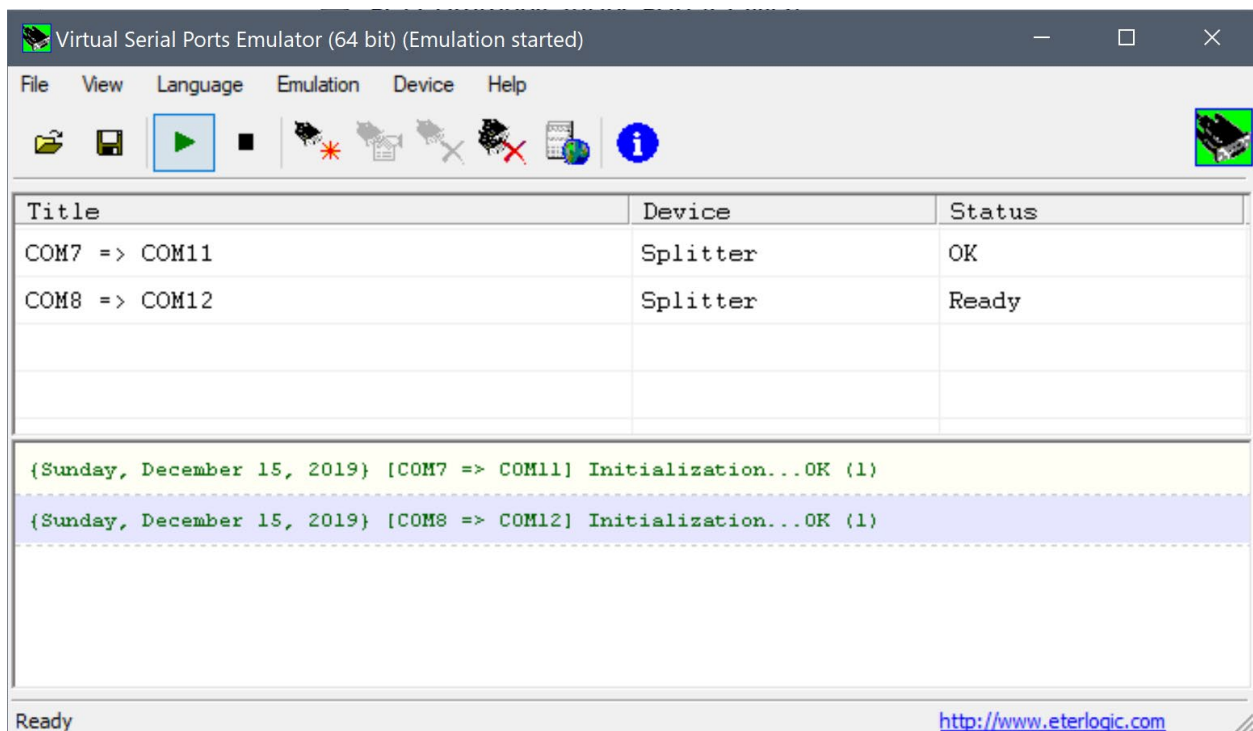 Virtual Serial Ports Emulator (64 bit) (Emulation started)
File View Language Emulation Device Help
Title Device Status
COM7 => COM11 Splitter OK
COM8 => COM12 Splitter Ready
{Sunday, December 15, 2019} [COM7 => COM11] Initialization...OK (1)
{Sunday, December 15, 2019} [COM8 => COM12] Initialization...OK (1)
Ready http://www.eterlogic.com